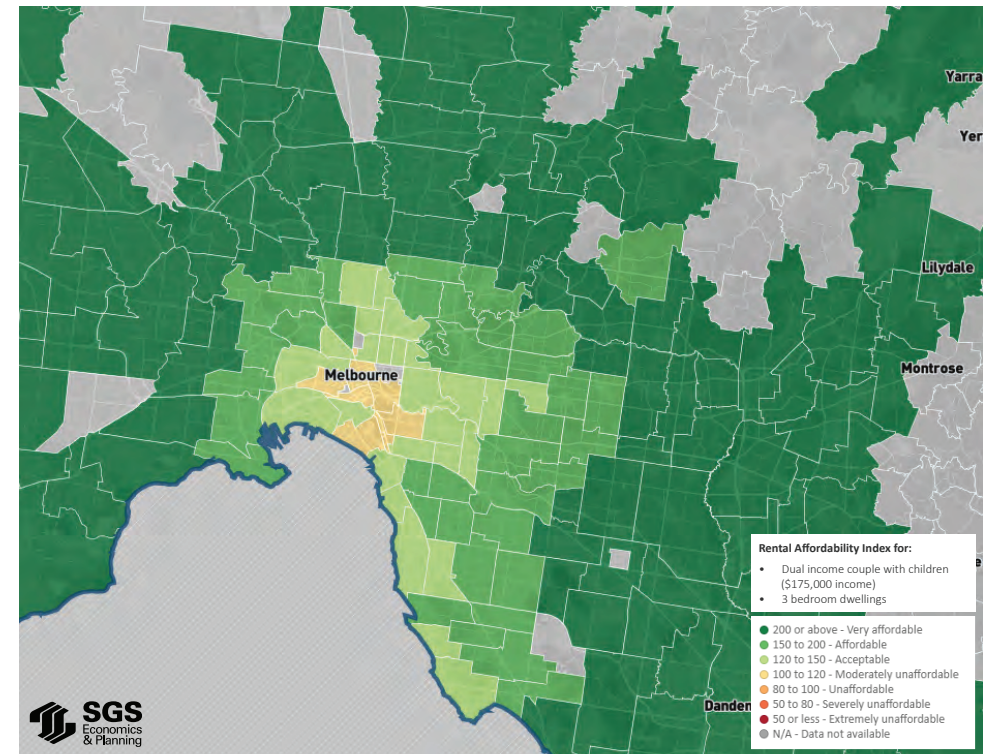 Yarra
Yer
Lilydale
Melbourne
Montrose
e
Rental Affordability Index for:
• Dual income couple with children
($175,000 income)
• 3 bedroom dwellings
200 or above - Very affordable
150 to 200 - Affordable
120 to 150 - Acceptable
100 to 120 - Moderately unaffordable
80 to 100 - Unaffordable
50 to 80 - Severely unaffordable
50 or less - Extremely unaffordable
N/A - Data not available
Danden
SGS
Economics
& Planning